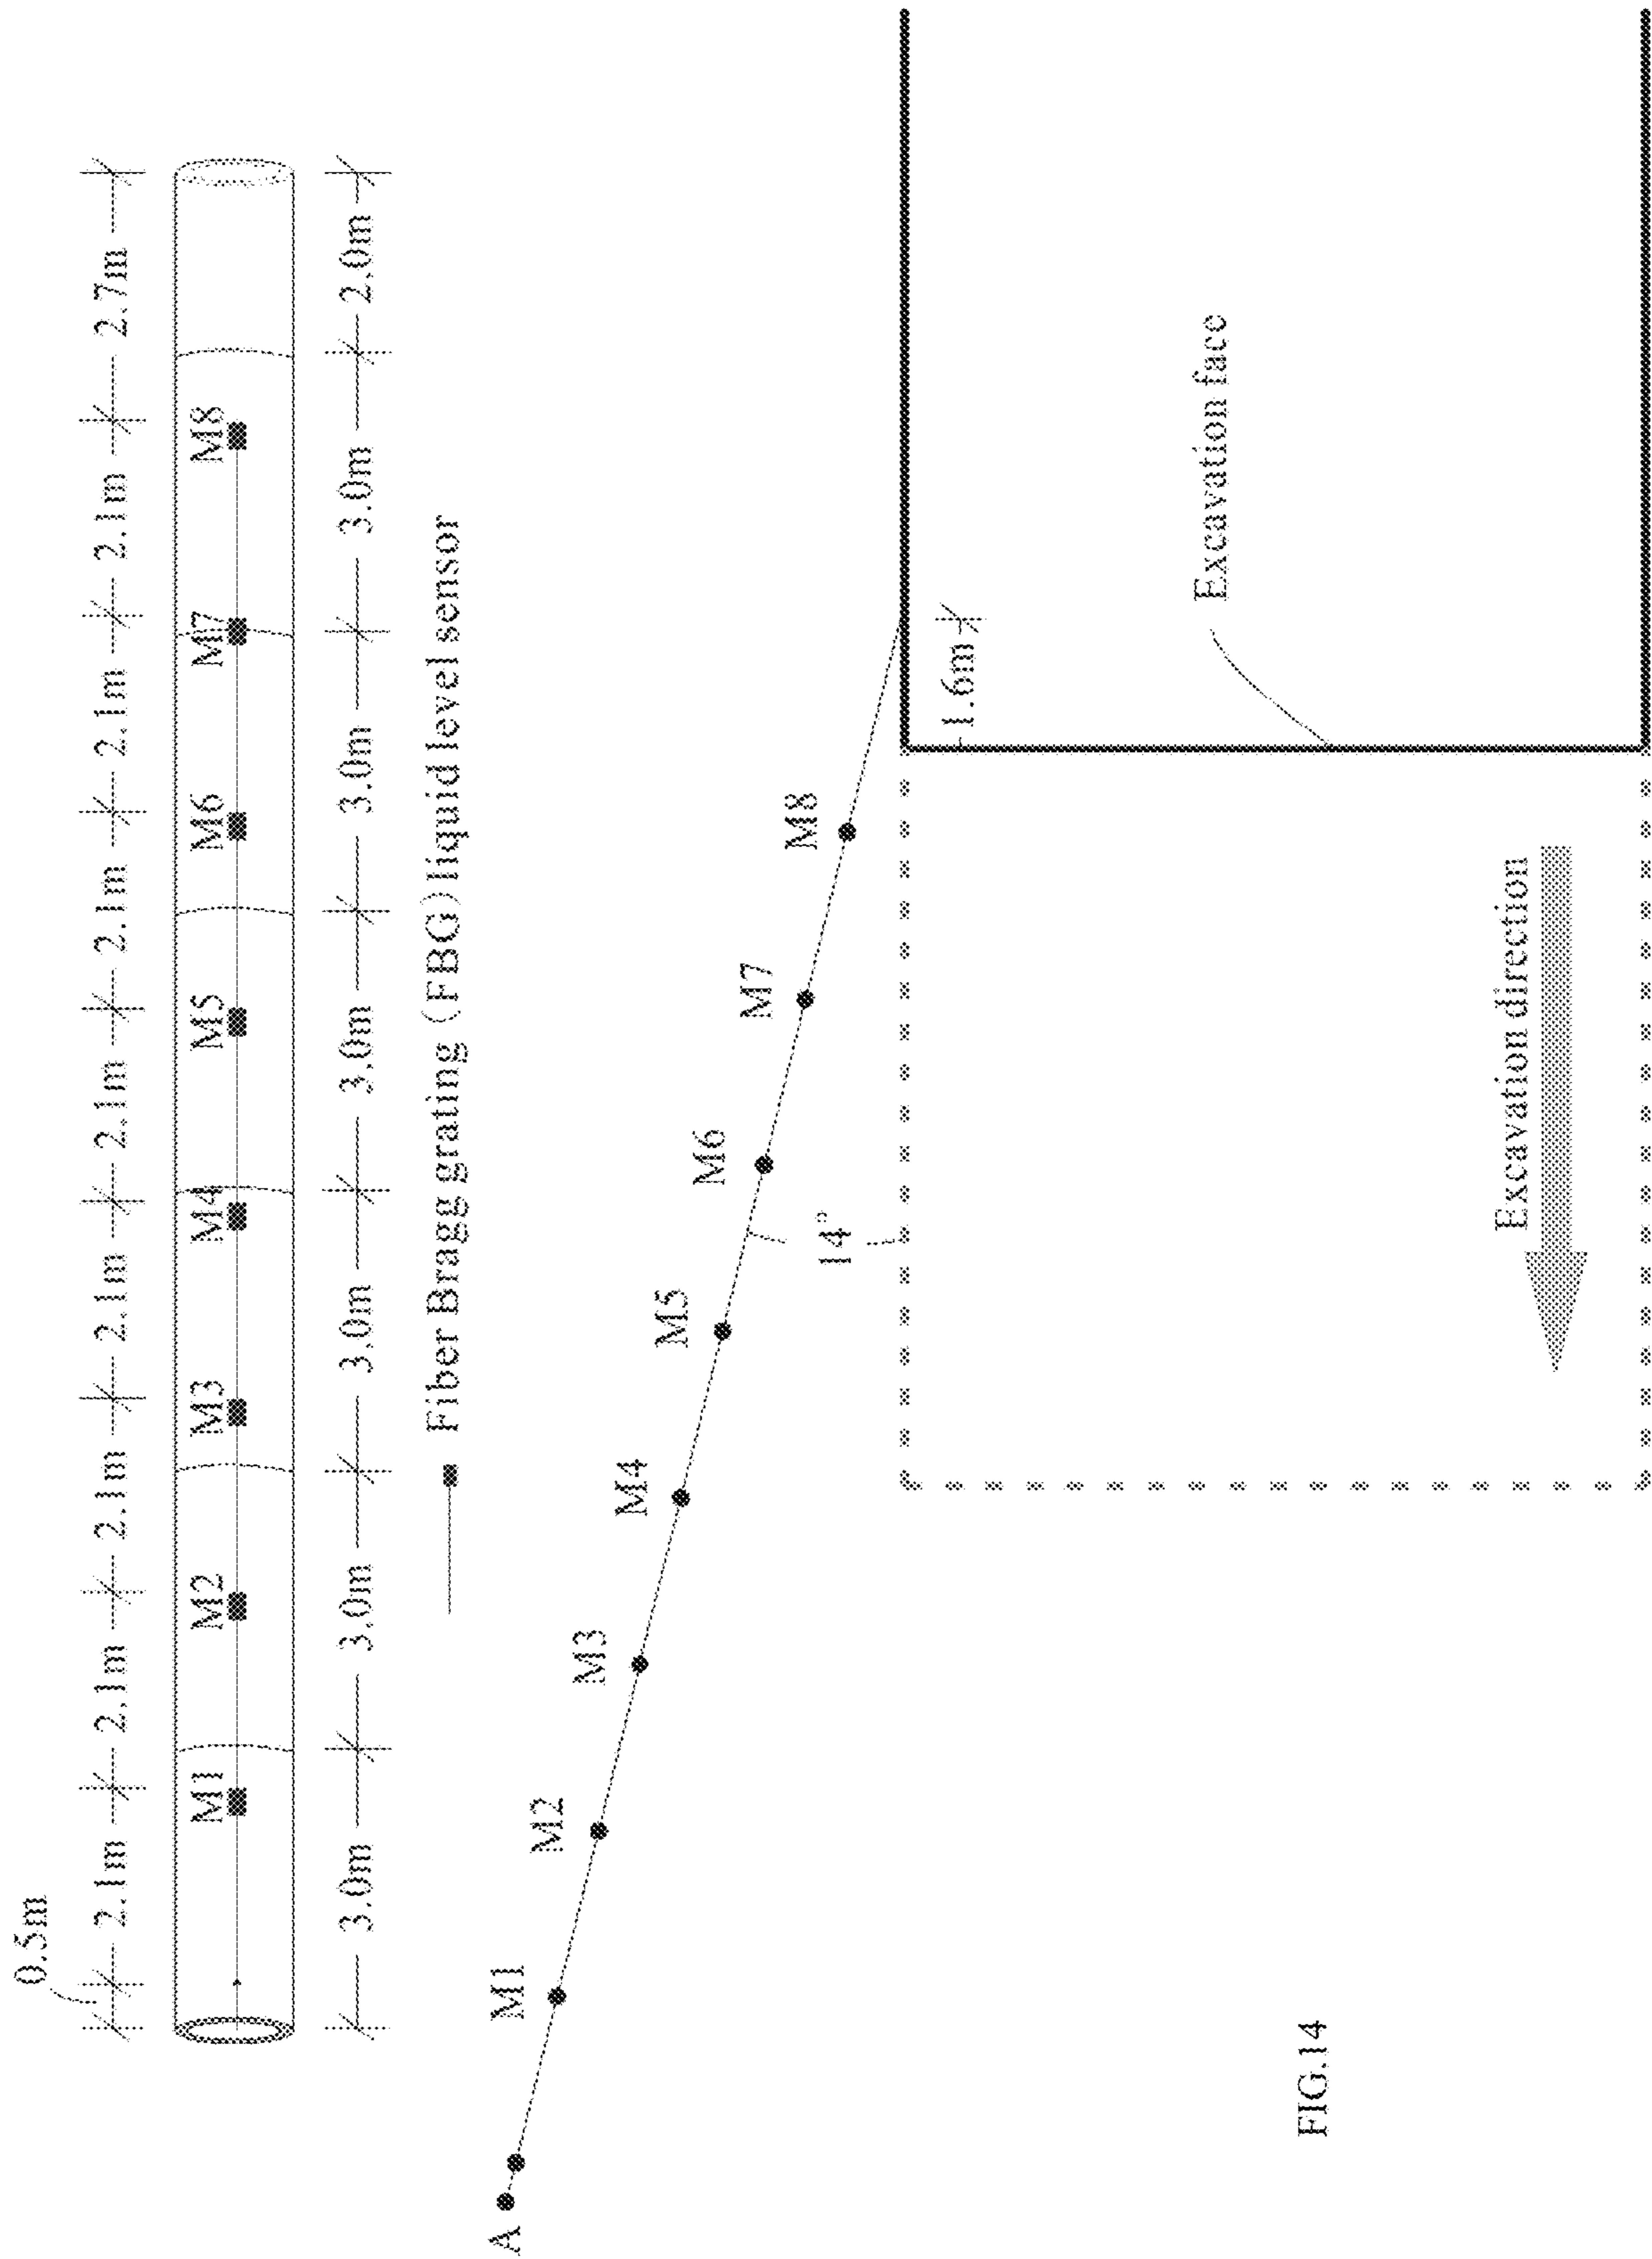 0.5m
2.1m 2.1m 2.1m 2.1m 2.1m 2.1m 2.1m 2.1m 2.7m
M1 M2 M3 M4 M5 M6 M7 M8
3.0m 3.0m 3.0m 3.0m 3.0m 3.0m 2.0m
Fiber Bragg grating (FBG) liquid level sensor
A
M1
M2
M3
M4
M5
M6
M7
M8
14°
1.6m
Excavation face
Excavation direction
FIG.14